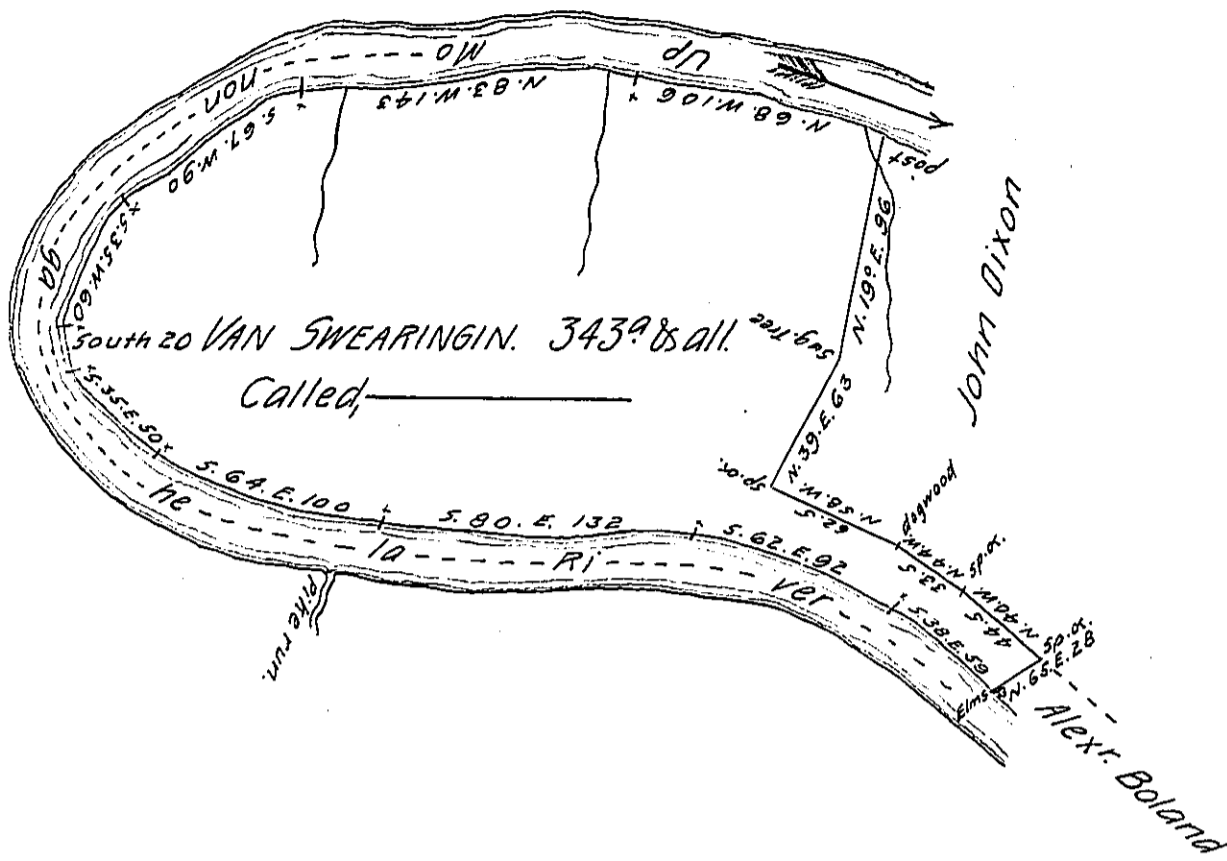 Up
Mo
non
ga
he
la
Ri
ver
N. 68. W. 106
N. 83. W. 143
S. 67. W. 90
S. 35. W. 60
South 20
S. 35. E. 50
S. 64. E. 100
S. 80. E. 132
S. 62. E. 92
S. 38. E. 59
Elms
N. 65. E. 28
sp.o.
N. 40. W.
44.5
sp.o.
N. 44. W.
33.5
dogwood
N. 58. W.
62.5
sp.o.
N. 39. E. 63
N. 19° E. 96
post
VAN SWEARINGIN. 343a & all.
Called,
John Dixon
Pike run.
Alexr. Boland